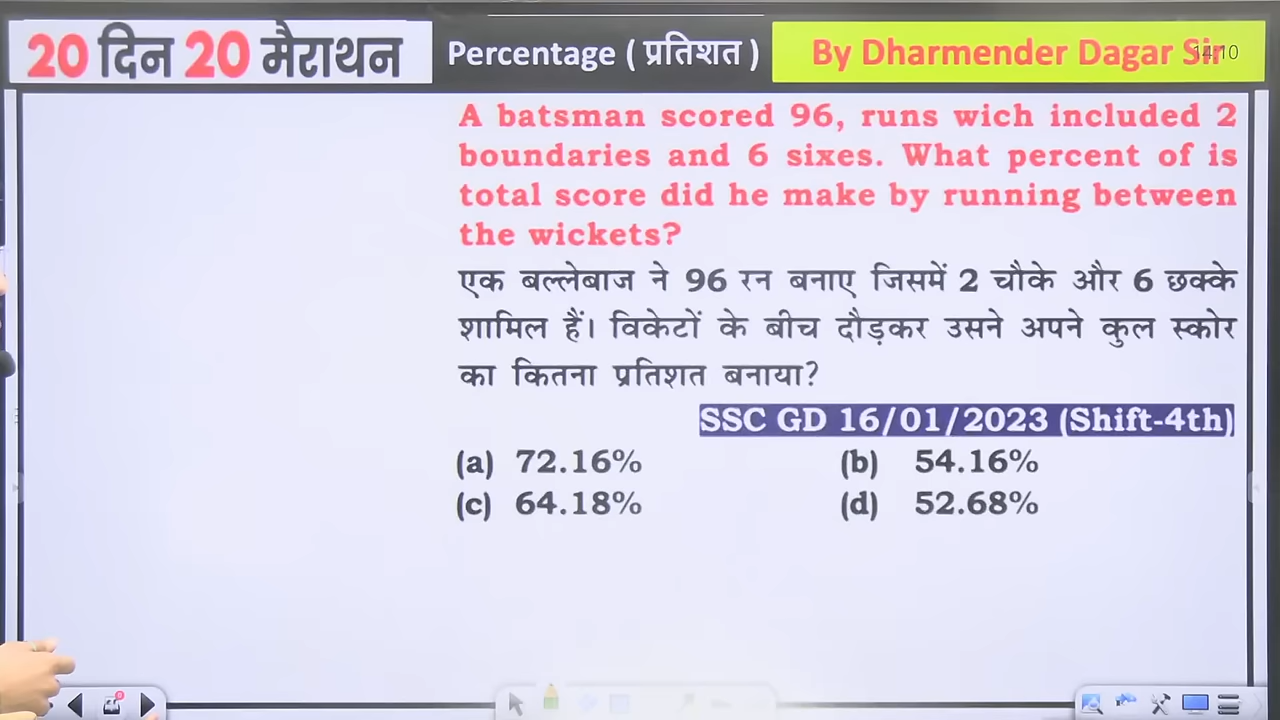 20 दिन 20 मैराथन
Percentage ( प्रतिशत )
By Dharmender Dagar Sir
14:10
A batsman scored 96, runs wich included 2
boundaries and 6 sixes. What percent of is
total score did he make by running between
the wickets?
एक बल्लेबाज ने 96 रन बनाए जिसमें 2 चौके और 6 छक्के
शामिल हैं। विकेटों के बीच दौड़कर उसने अपने कुल स्कोर
का कितना प्रतिशत बनाया?
SSC GD 16/01/2023 (Shift-4th)
(a) 72.16% (b) 54.16%
(c) 64.18% (d) 52.68%